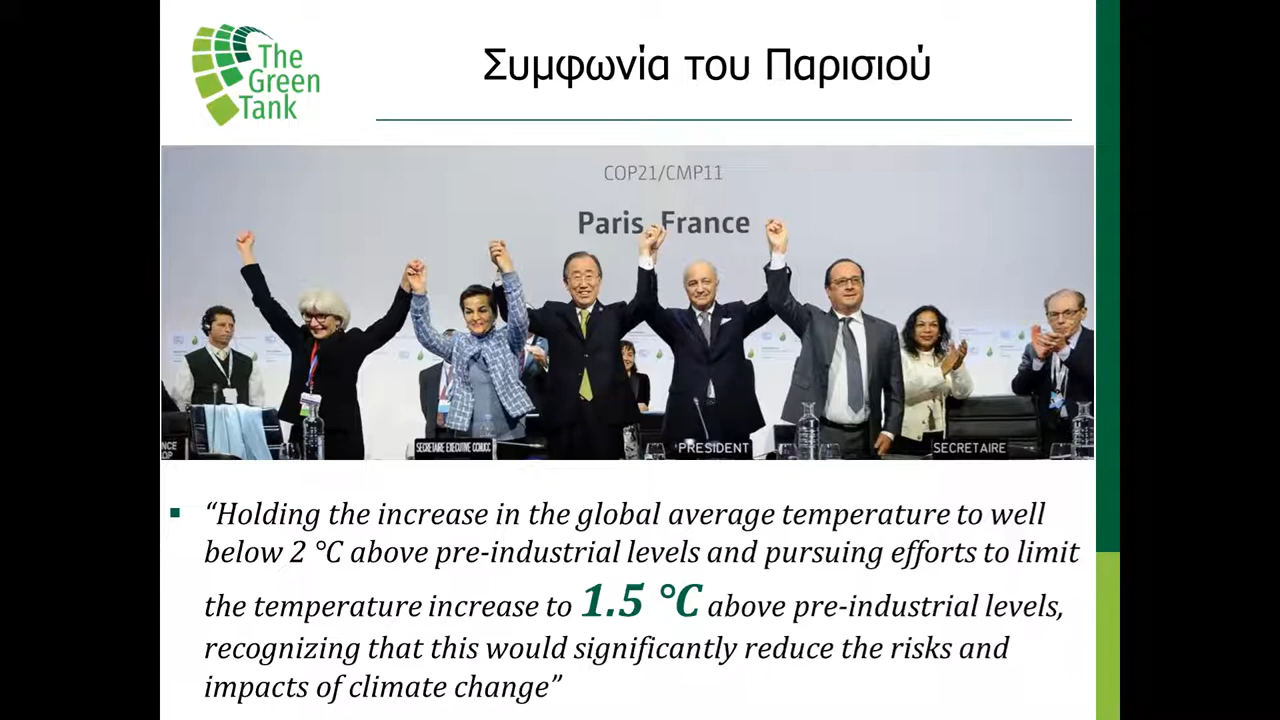 The
Green
Tank
Συμφωνία του Παρισιού
COP21/CMP11
Paris, France
SECRETAIRE EXECUTIVE CCNUCC
PRESIDENT
SECRETAIRE
“Holding the increase in the global average temperature to well
below 2 °C above pre-industrial levels and pursuing efforts to limit
the temperature increase to 1.5 °C above pre-industrial levels,
recognizing that this would significantly reduce the risks and
impacts of climate change”